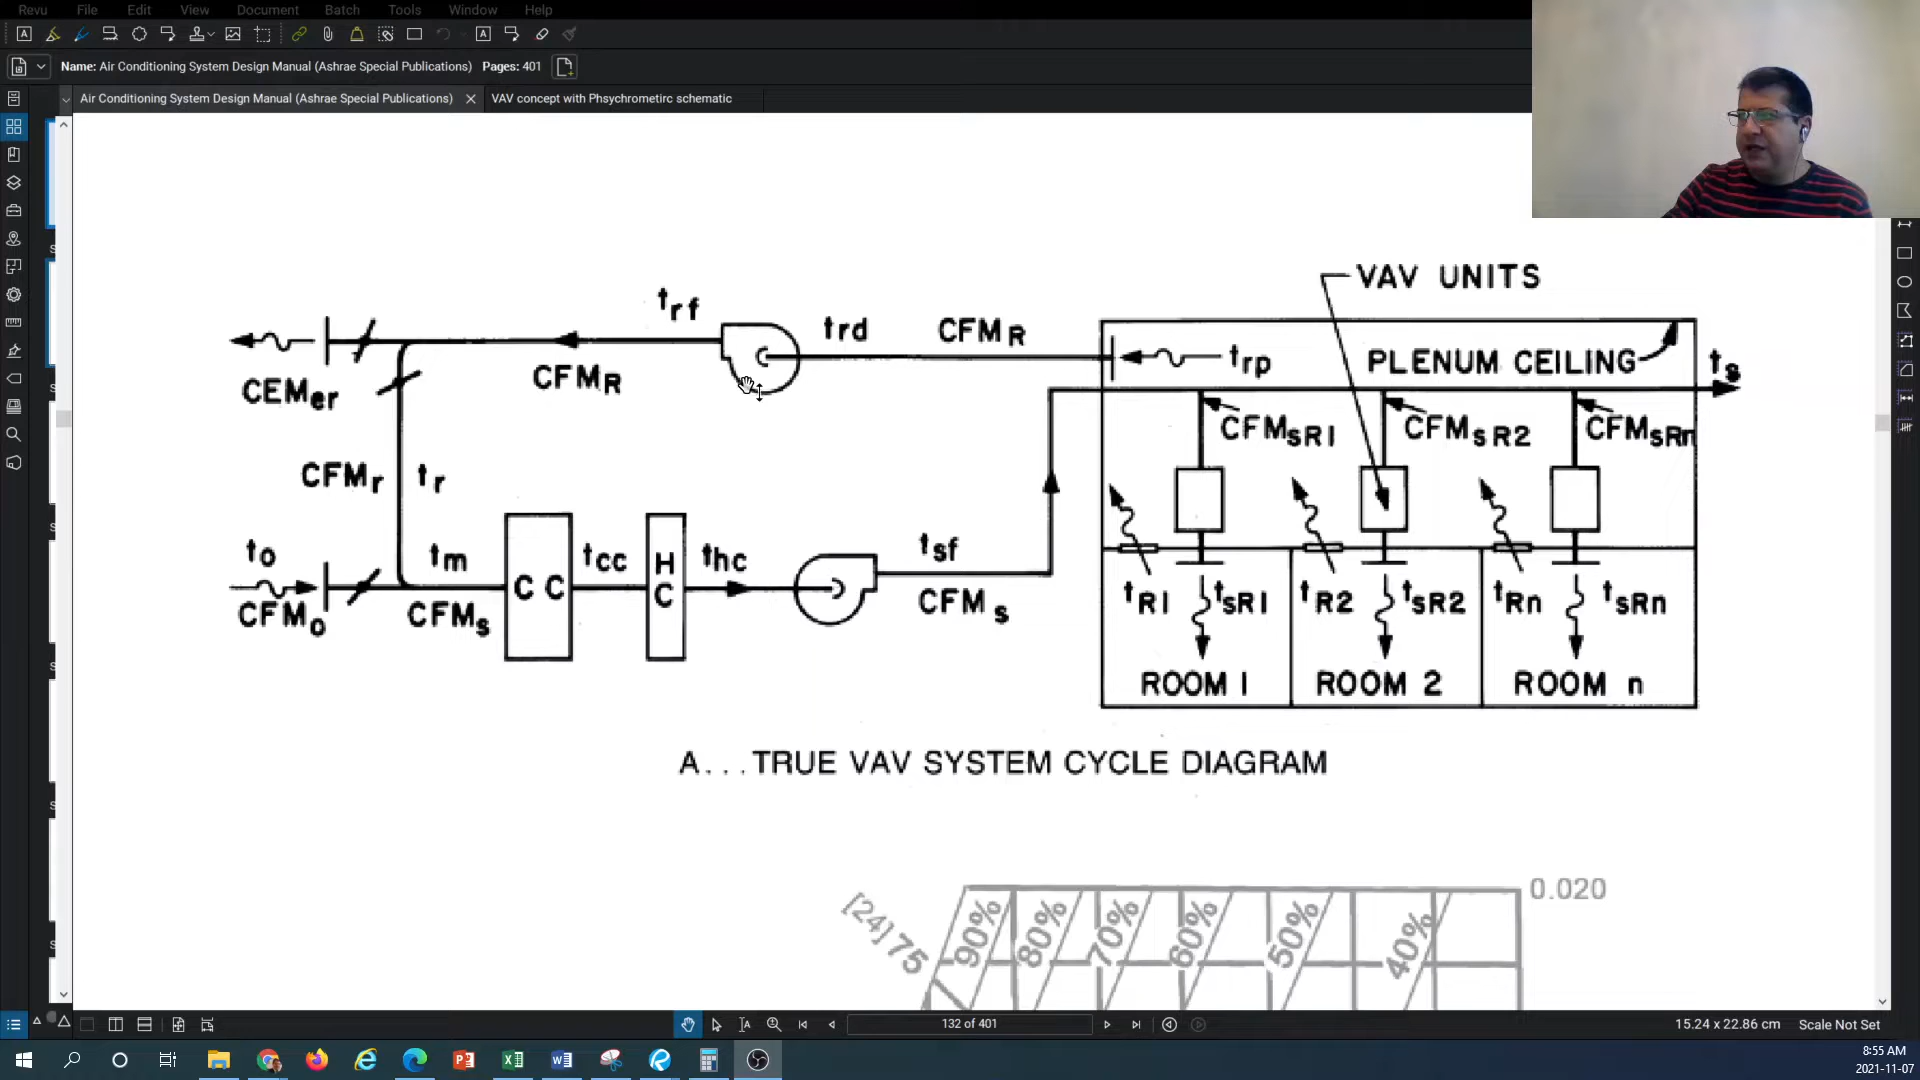 Revu File Edit View Document Batch Tools Window Help
Name: Air Conditioning System Design Manual (Ashrae Special Publications) Pages: 401
Air Conditioning System Design Manual (Ashrae Special Publications) VAV concept with Phsychrometirc schematic
VAV UNITS
trf trd CFMR trp PLENUM CEILING ts
CEMer CFMR
CFMsR1 CFMsR2 CFMsRn
CFMr tr
to tm tcc thc tsf
CC HC
CFMo CFMs CFMs
tR1 tsR1 tR2 tsR2 tRn tsRn
ROOM 1 ROOM 2 ROOM n
A...TRUE VAV SYSTEM CYCLE DIAGRAM
0.020
[24] 75 90% 80% 70% 60% 50% 40%
132 of 401 15.24 x 22.86 cm Scale Not Set
8:55 AM
2021-11-07